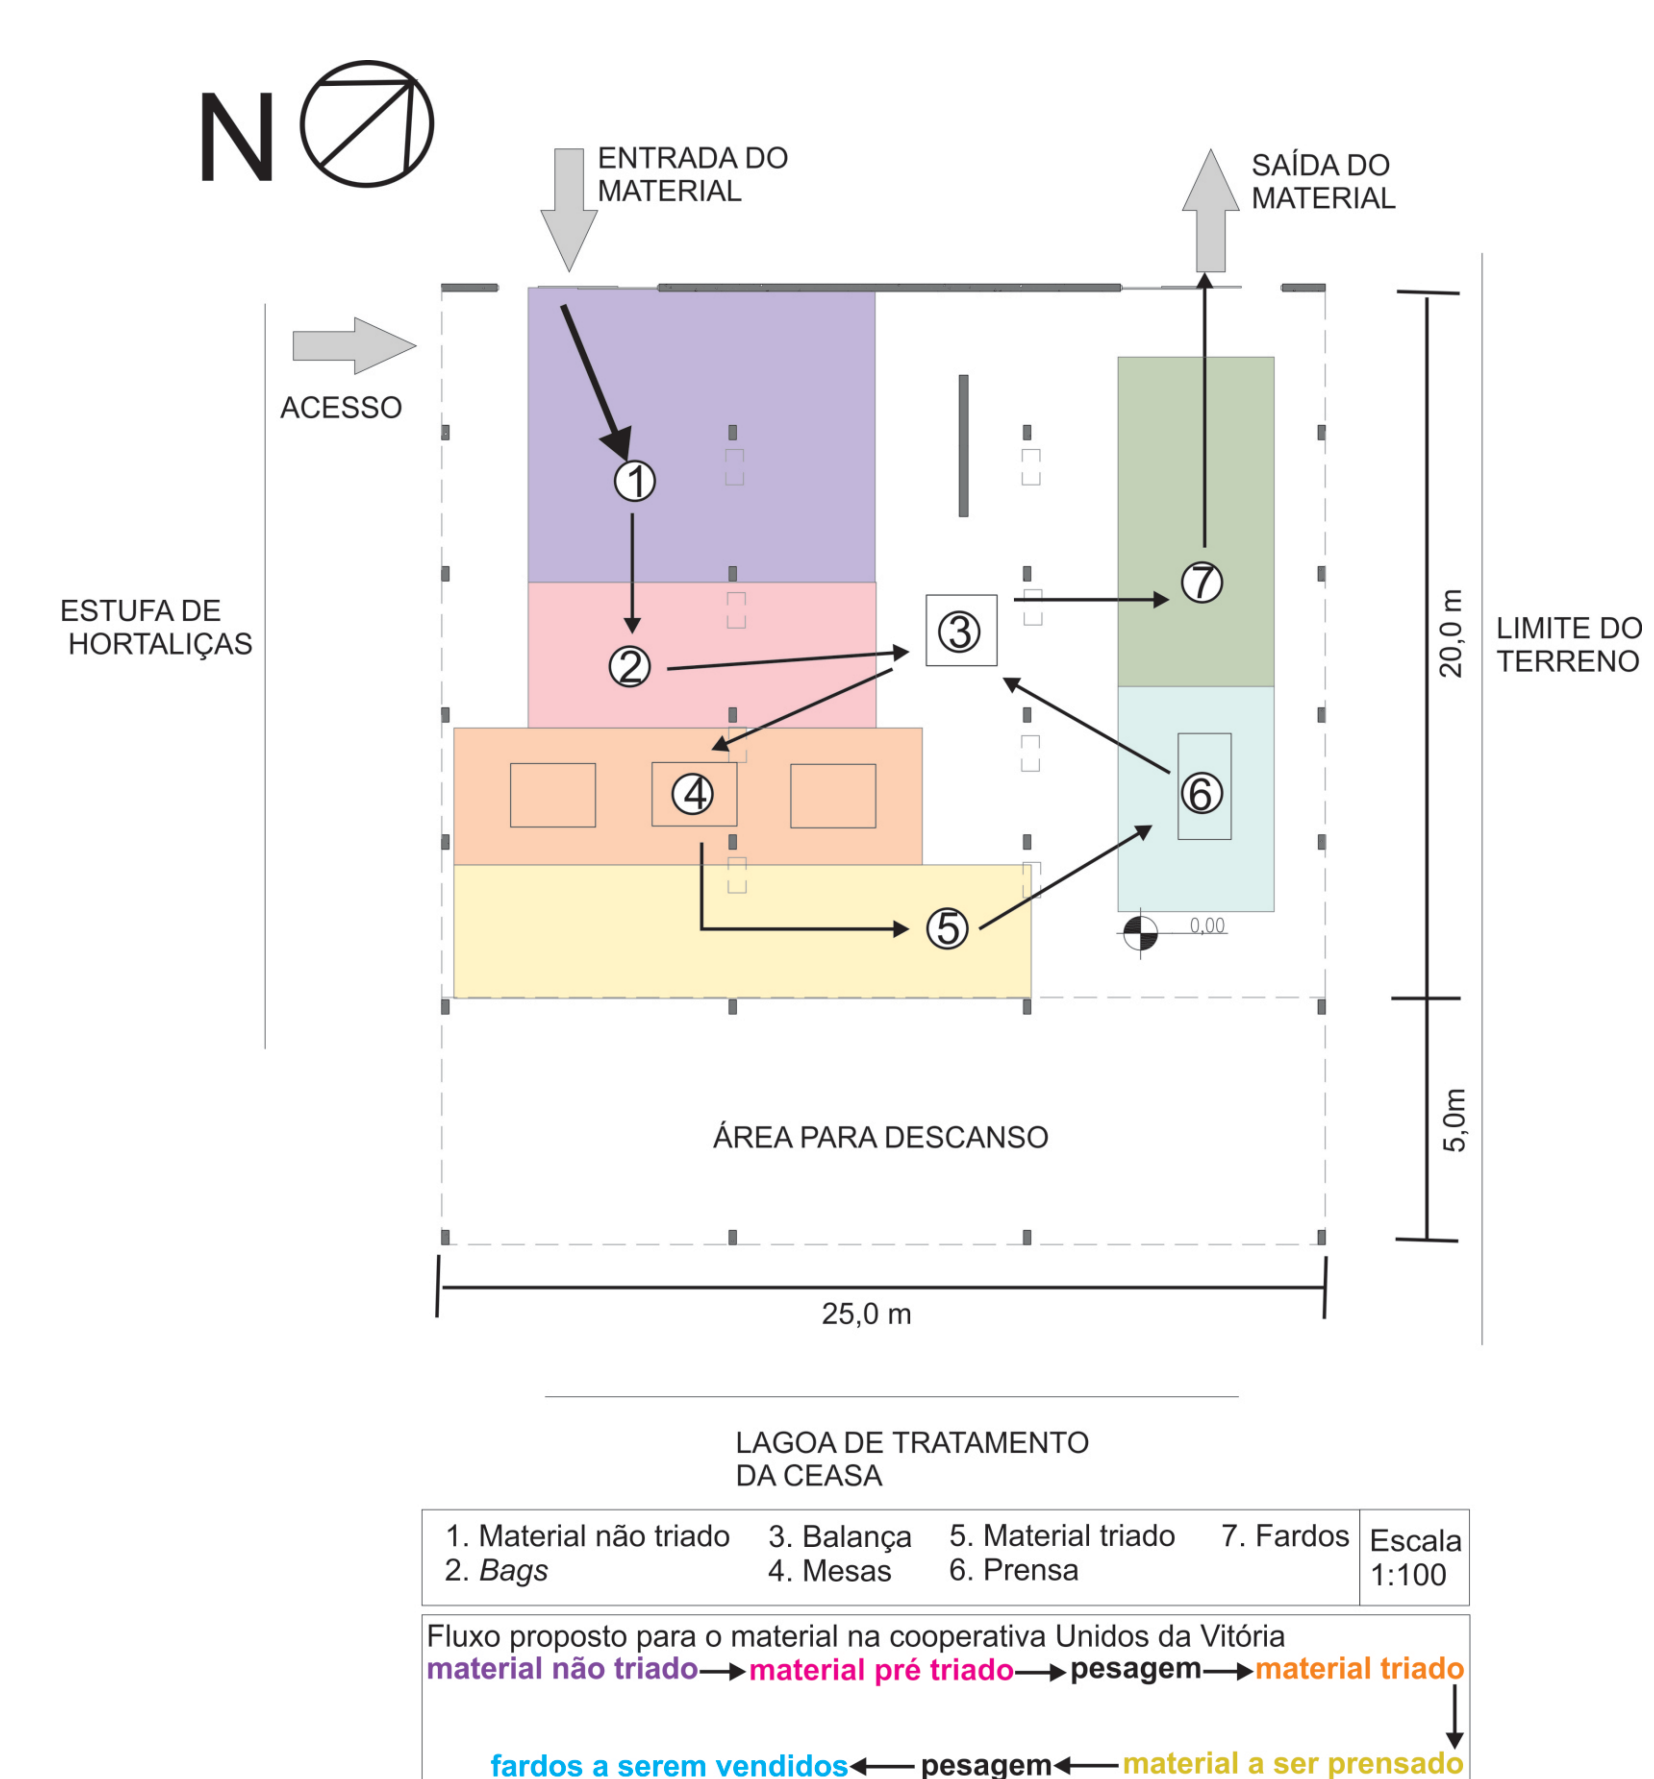 N
ENTRADA DO
MATERIAL
SAÍDA DO
MATERIAL
ACESSO
1
ESTUFA DE
HORTALIÇAS
7
3
2
20,0 m
LIMITE DO
TERRENO
4
6
5
0,00
ÁREA PARA DESCANSO
5,0m
25,0 m
LAGOA DE TRATAMENTO
DA CEASA
1. Material não triado 3. Balança 5. Material triado 7. Fardos Escala
2. Bags 4. Mesas 6. Prensa 1:100
Fluxo proposto para o material na cooperativa Unidos da Vitória
material não triado material pré triado pesagem material triado
fardos a serem vendidos pesagem material a ser prensado